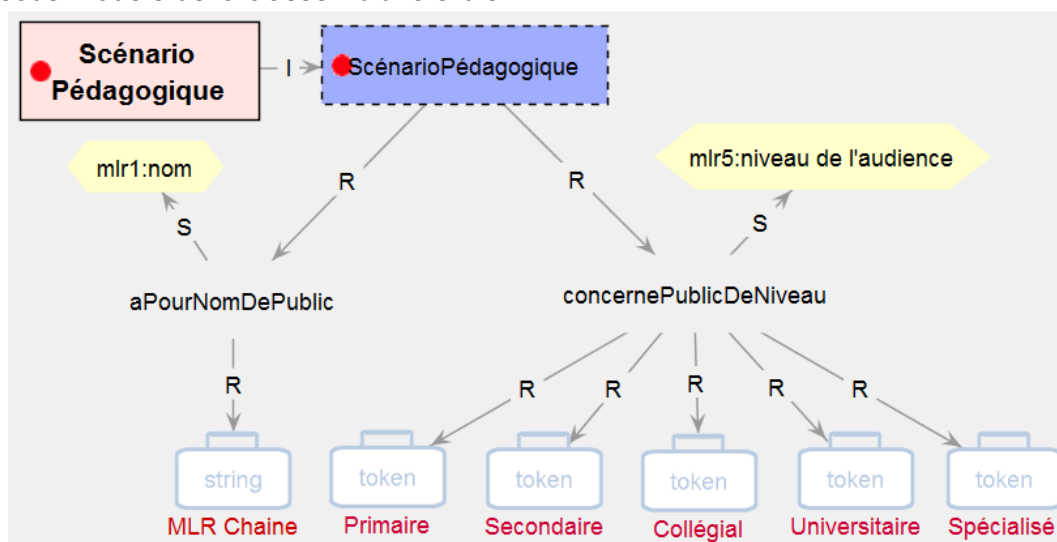 Scénario
Pédagogique
I
ScénarioPédagogique
mlr1:nom
mlr5:niveau de l'audience
R
R
S
S
aPourNomDePublic
concernePublicDeNiveau
R
R
R
R
R
R
string
token
token
token
token
token
MLR Chaine
Primaire
Secondaire
Collégial
Universitaire
Spécialisé